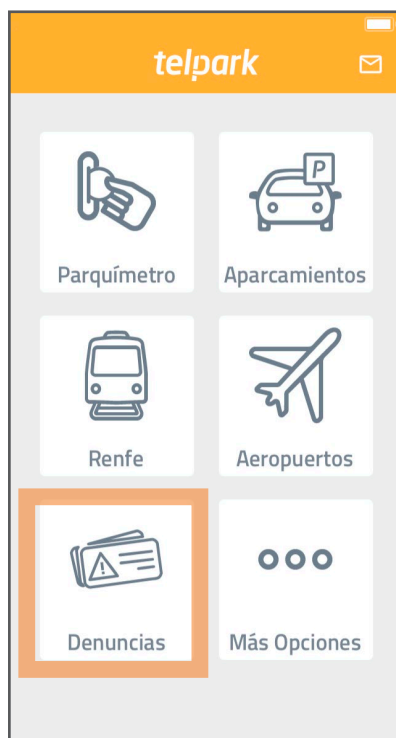 telpark
P
Parquímetro
Aparcamientos
Renfe
Aeropuertos
Denuncias
Más Opciones